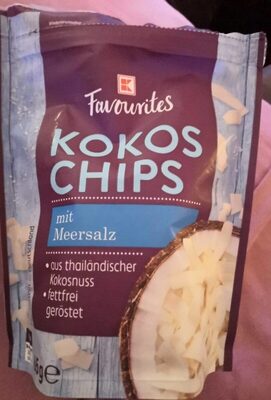 K
Favourites
KOKOS
CHIPS
mit
Meersalz
• aus thailändischer
Kokosnuss
• fettfrei
geröstet
g e